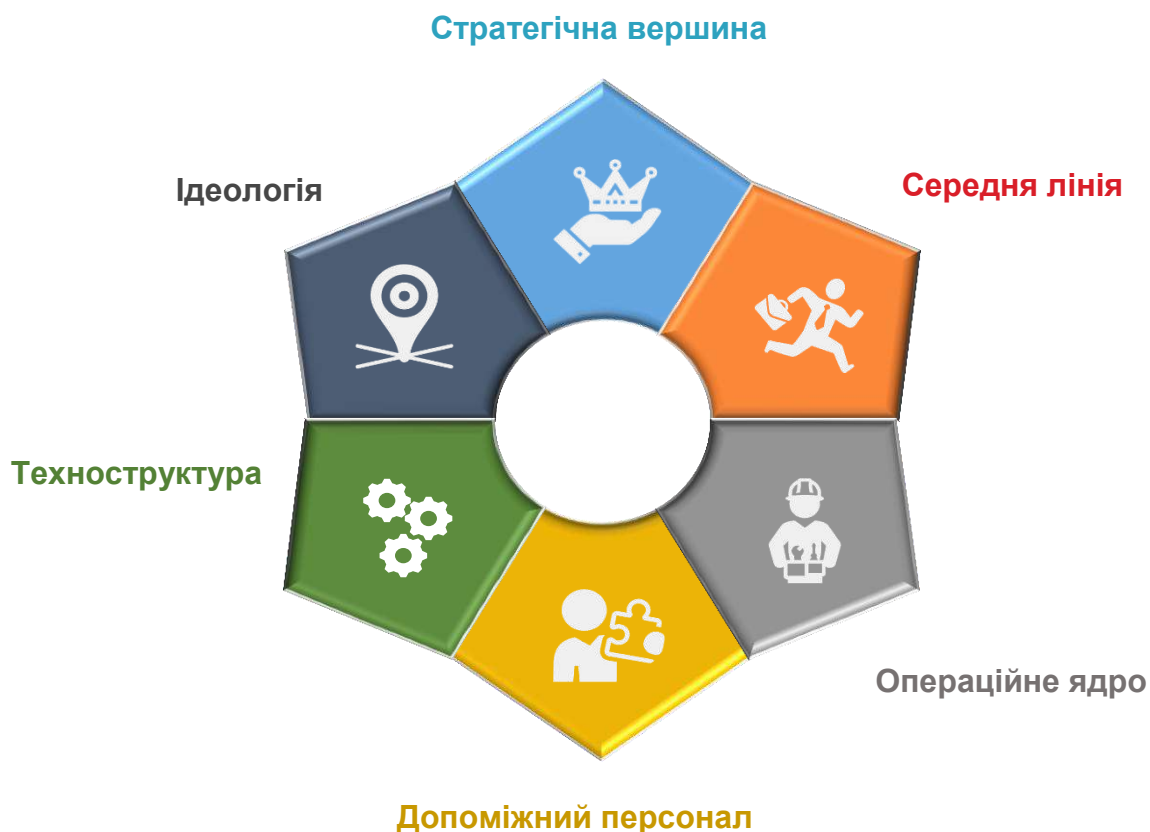 Стратегічна вершина
Ідеологія
Середня лінія
Техноструктура
Операційне ядро
Допоміжний персонал